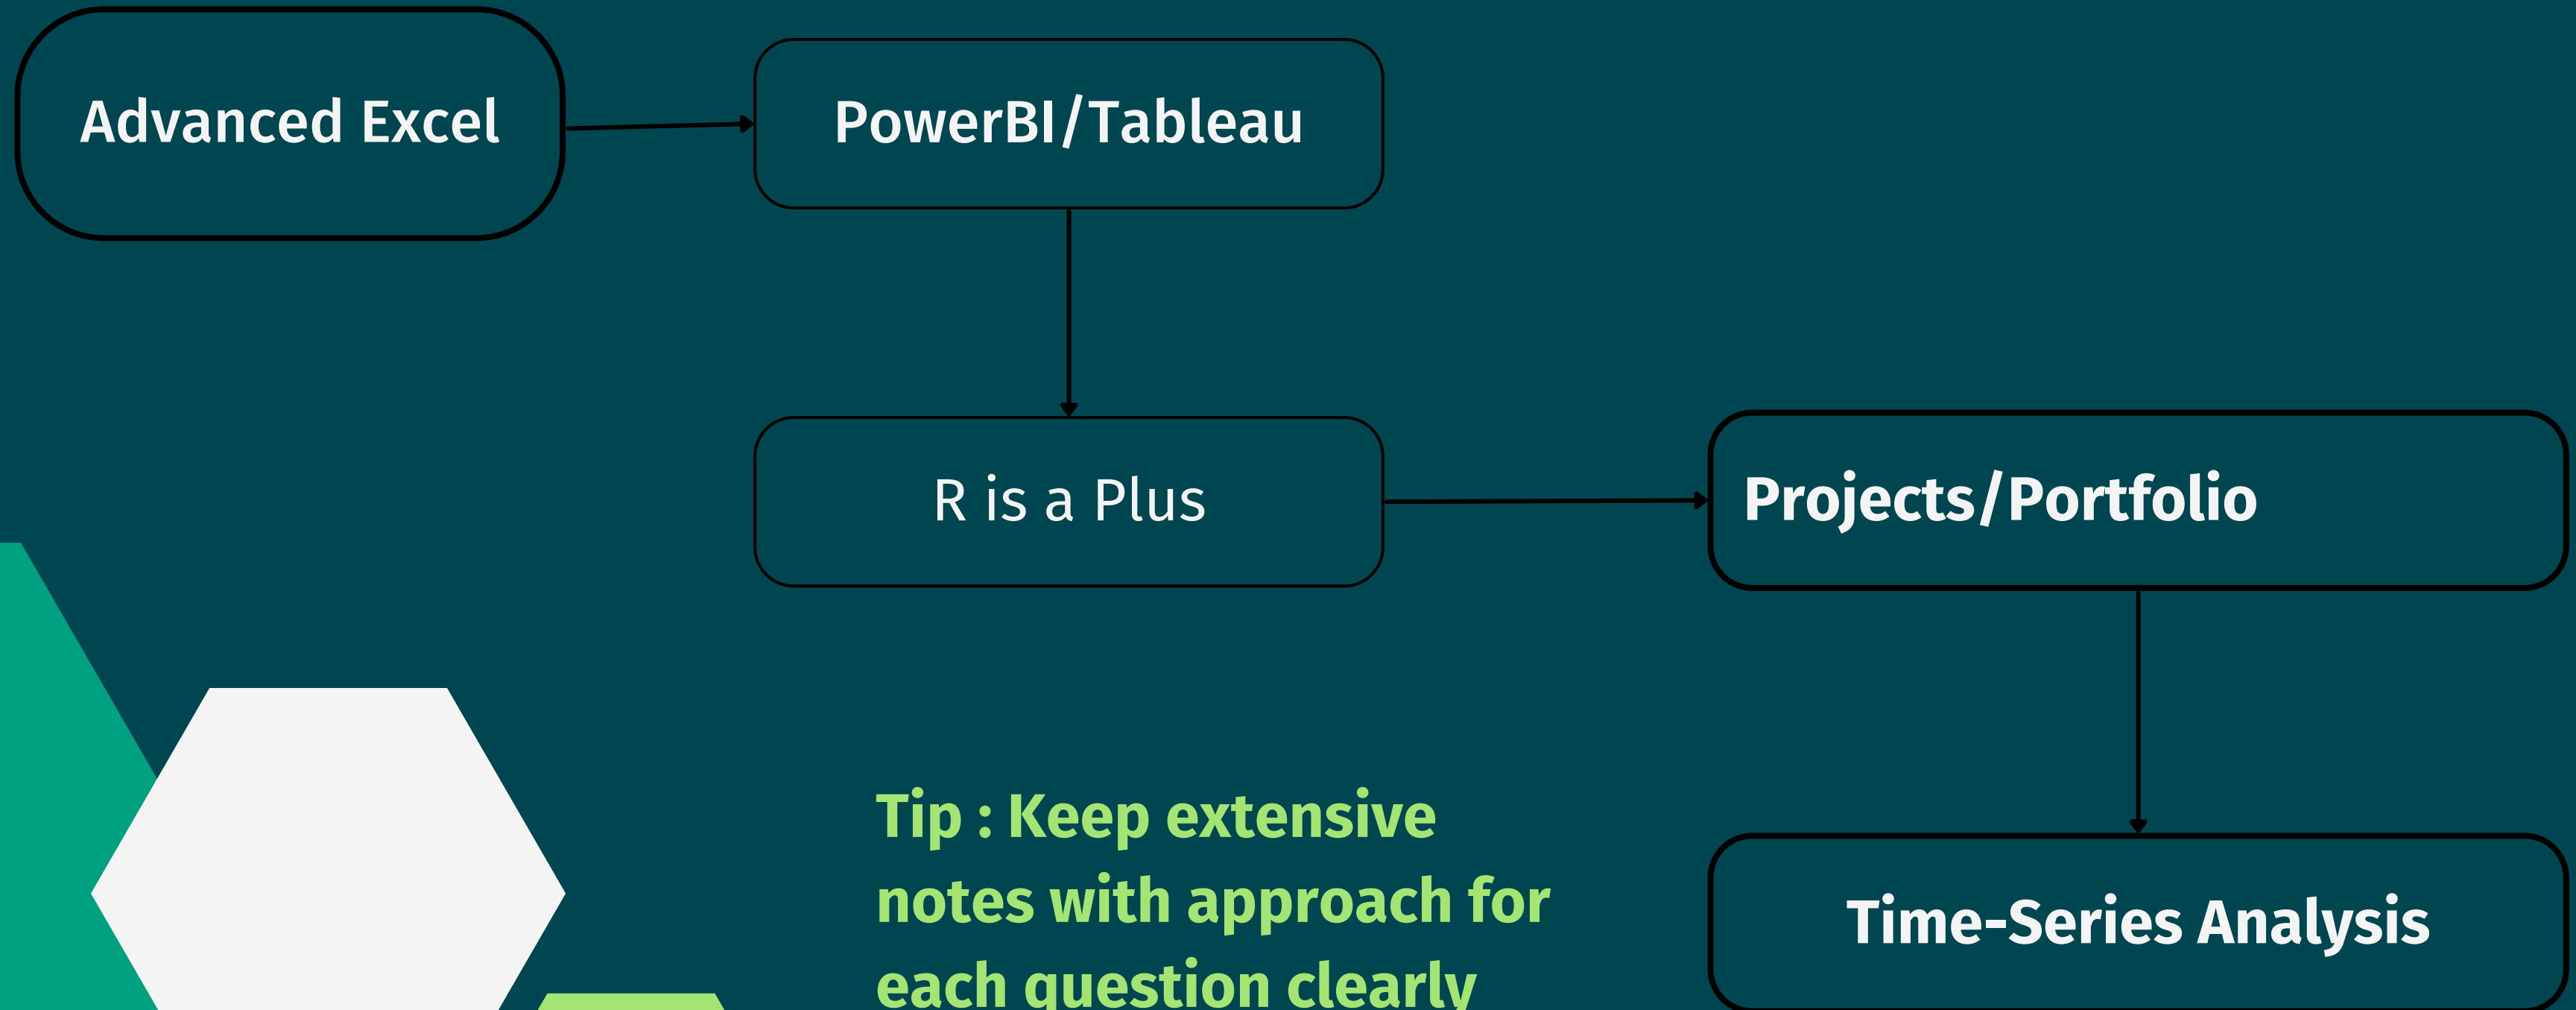 Advanced Excel
PowerBI/Tableau
R is a Plus
Projects/Portfolio
Tip : Keep extensive
notes with approach for
each question clearly
Time-Series Analysis